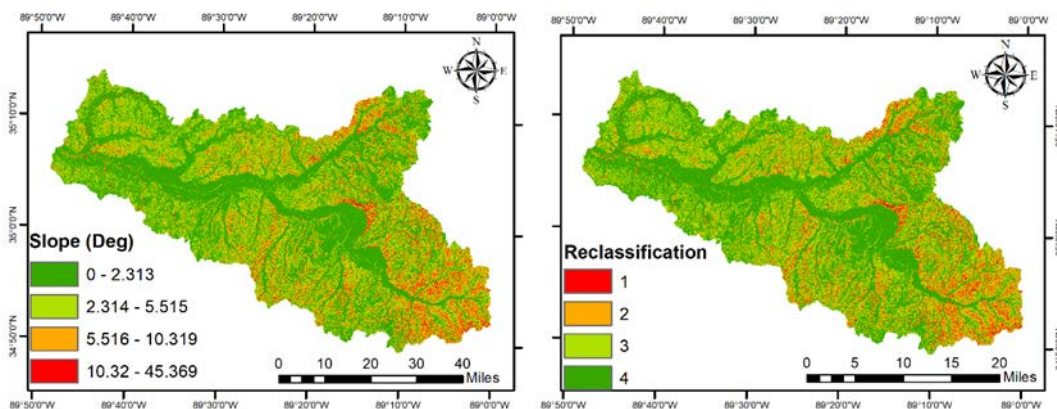 89°50'0"W 89°40'0"W 89°30'0"W 89°20'0"W 89°10'0"W 89°0'0"W
N
W E
S
35°10'0"N
35°0'0"N
34°50'0"N
Slope (Deg)
0 - 2.313
2.314 - 5.515
5.516 - 10.319
10.32 - 45.369
0 5 10 20 30 40
Miles
89°50'0"W 89°40'0"W 89°30'0"W 89°20'0"W 89°10'0"W 89°0'0"W
89°50'0"W 89°40'0"W 89°30'0"W 89°20'0"W 89°10'0"W 89°0'0"W
N
W E
S
Reclassification
1
2
3
4
0 2.5 5 10 15 20
Miles
89°50'0"W 89°40'0"W 89°30'0"W 89°20'0"W 89°10'0"W 89°0'0"W